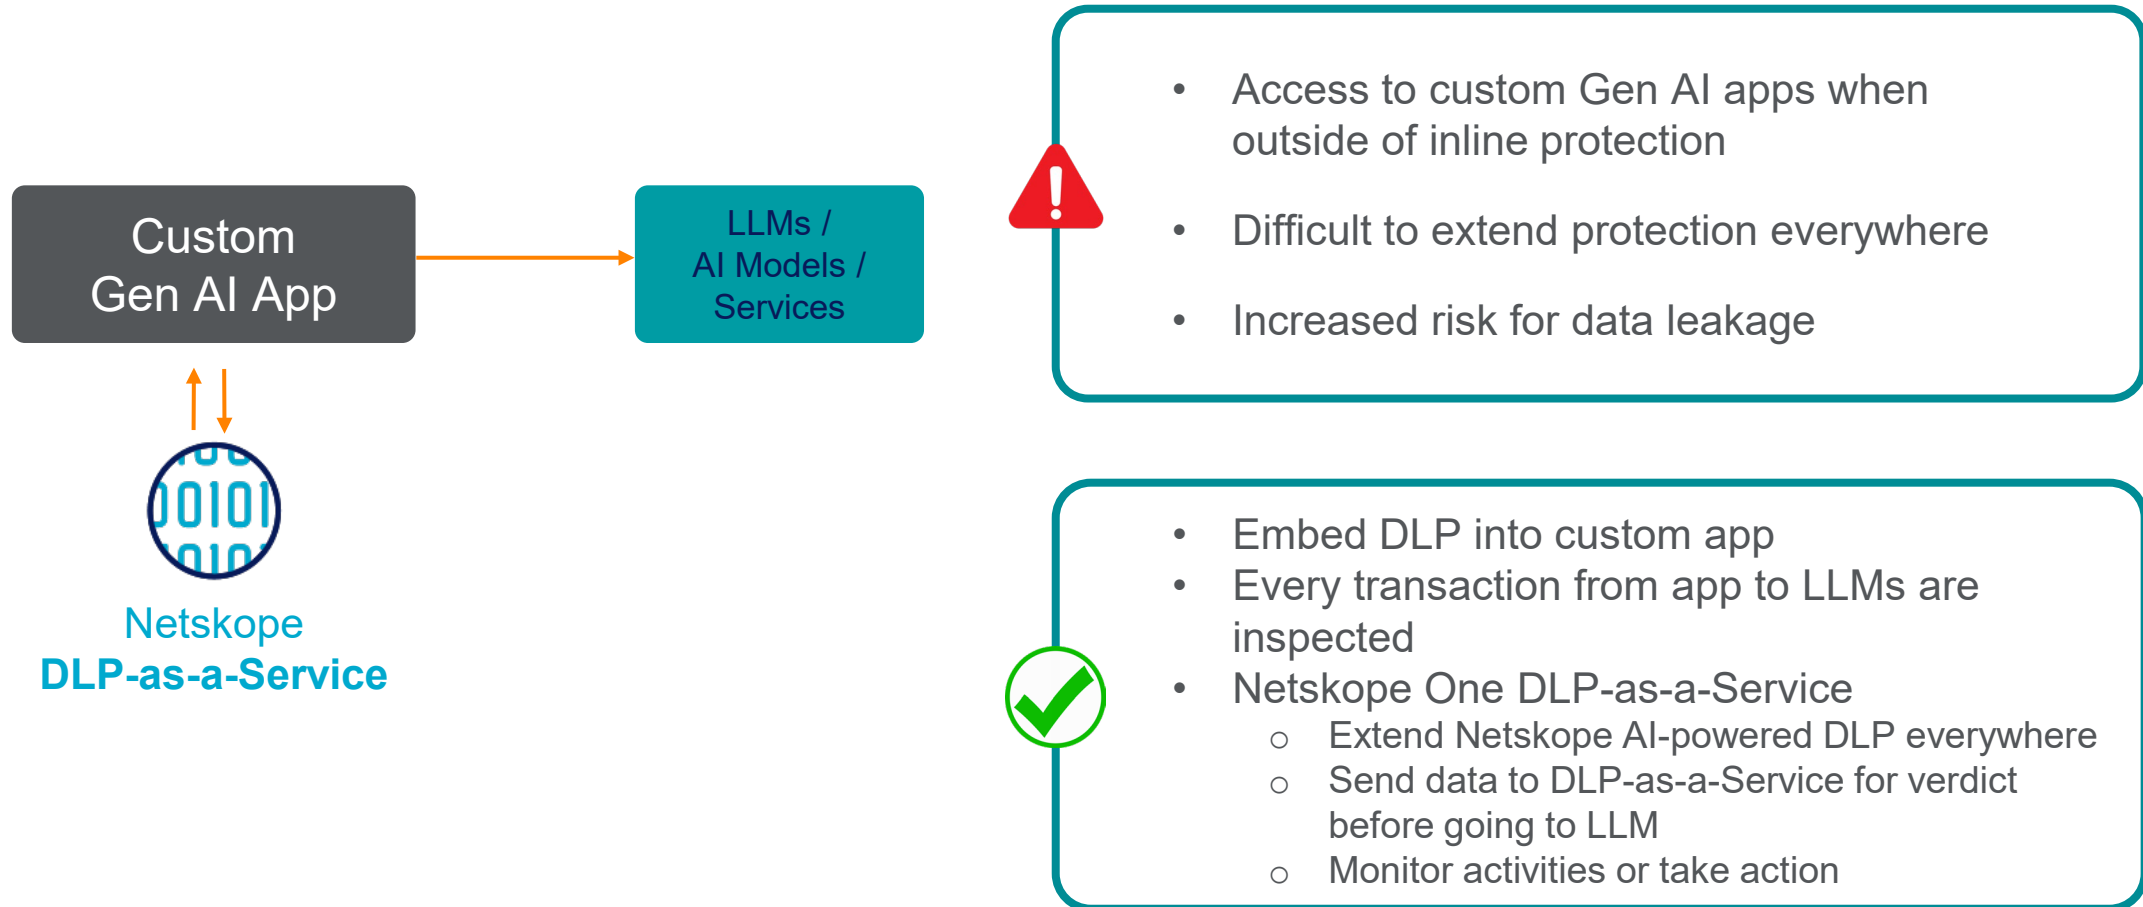 Custom
Gen AI App
LLMs /
AI Models /
Services
00101
0101
Netskope
DLP-as-a-Service
• Access to custom Gen AI apps when
outside of inline protection
• Difficult to extend protection everywhere
• Increased risk for data leakage
• Embed DLP into custom app
• Every transaction from app to LLMs are
inspected
• Netskope One DLP-as-a-Service
○ Extend Netskope AI-powered DLP everywhere
○ Send data to DLP-as-a-Service for verdict
before going to LLM
○ Monitor activities or take action